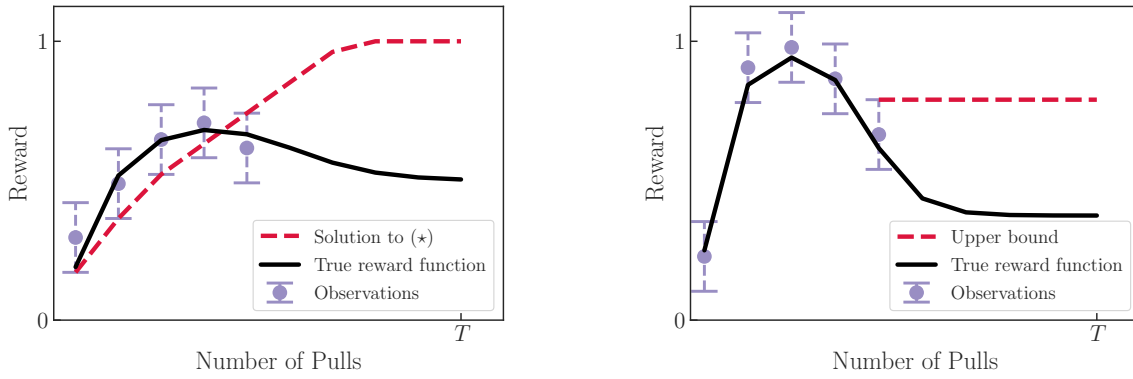 1
Reward
0
Solution to (⋆)
True reward function
Observations
T
Number of Pulls
1
Reward
0
Upper bound
True reward function
Observations
T
Number of Pulls